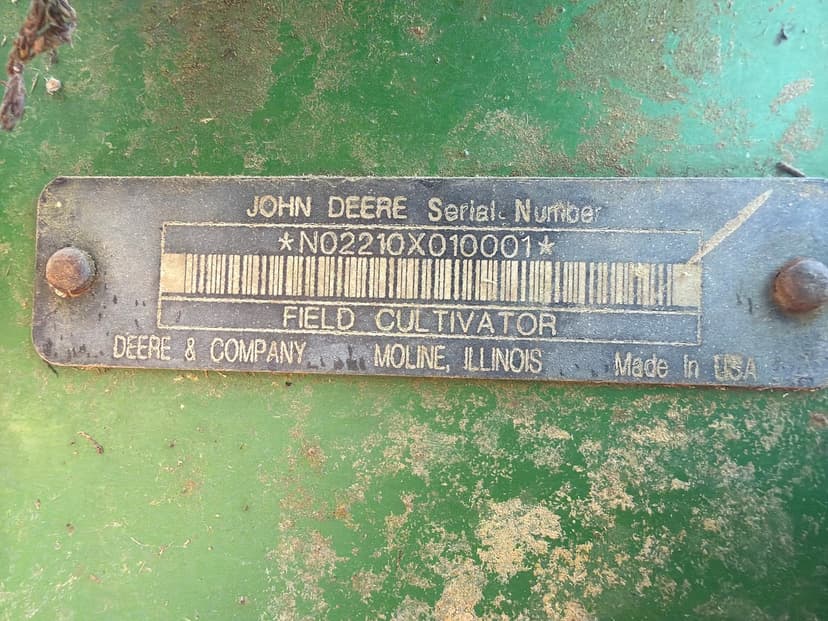 JOHN DEERE Serial Number
*N02210X010001*
FIELD CULTIVATOR
DEERE & COMPANY MOLINE, ILLINOIS Made In USA